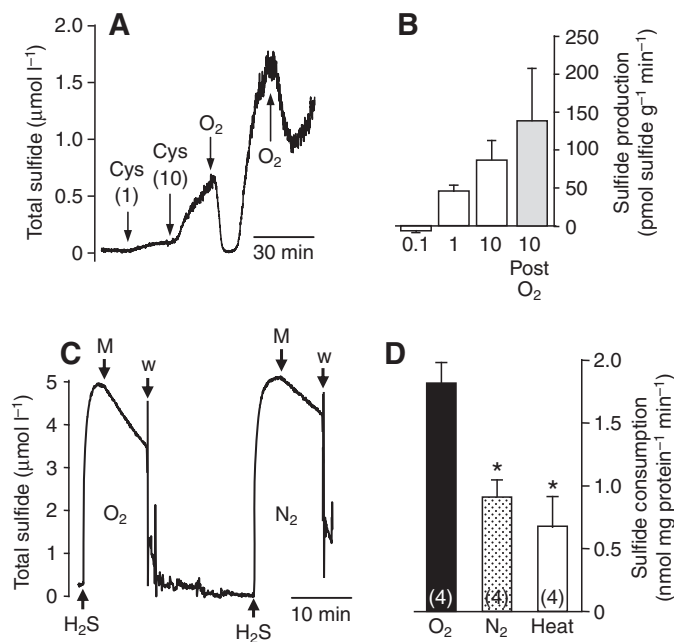 A
Total sulfide (μmol l⁻¹)
2.0
1.5
1.0
0.5
0
Cys
(1)
Cys
(10)
O₂
O₂
30 min
B
Sulfide production
(pmol sulfide g⁻¹ min⁻¹)
250
200
150
100
50
0
0.1 1 10 10
Post
O₂
C
Total sulfide (μmol l⁻¹)
5
4
3
2
1
0
M
w
M
w
O₂
N₂
H₂S
H₂S
10 min
D
Sulfide consumption
(nmol mg protein⁻¹ min⁻¹)
2.0
1.5
1.0
0.5
0
* *
(4) (4) (4)
O₂ N₂ Heat